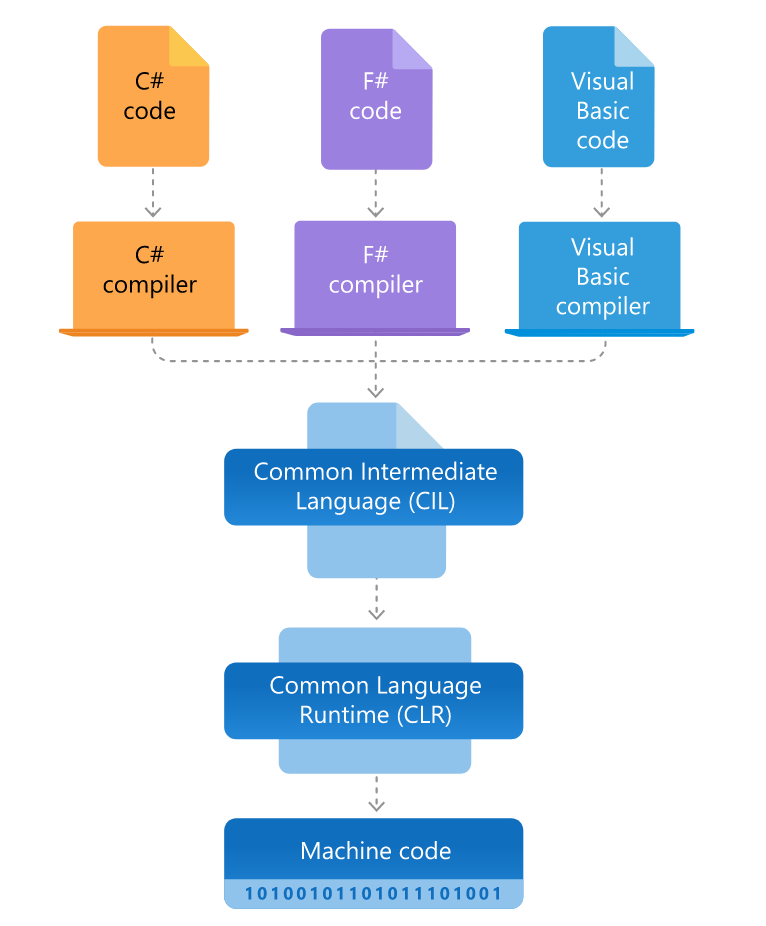 C#
code
F#
code
Visual
Basic
code
C#
compiler
F#
compiler
Visual
Basic
compiler
Common Intermediate
Language (CIL)
Common Language
Runtime (CLR)
Machine code
10100101101011101001